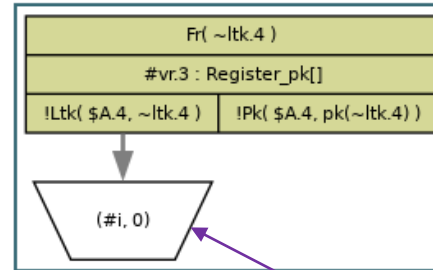 Fr( ~ltk.4 )
#vr.3 : Register_pk[]
!Ltk( $A.4, ~ltk.4 ) !Pk( $A.4, pk(~ltk.4) )
(#i, 0)